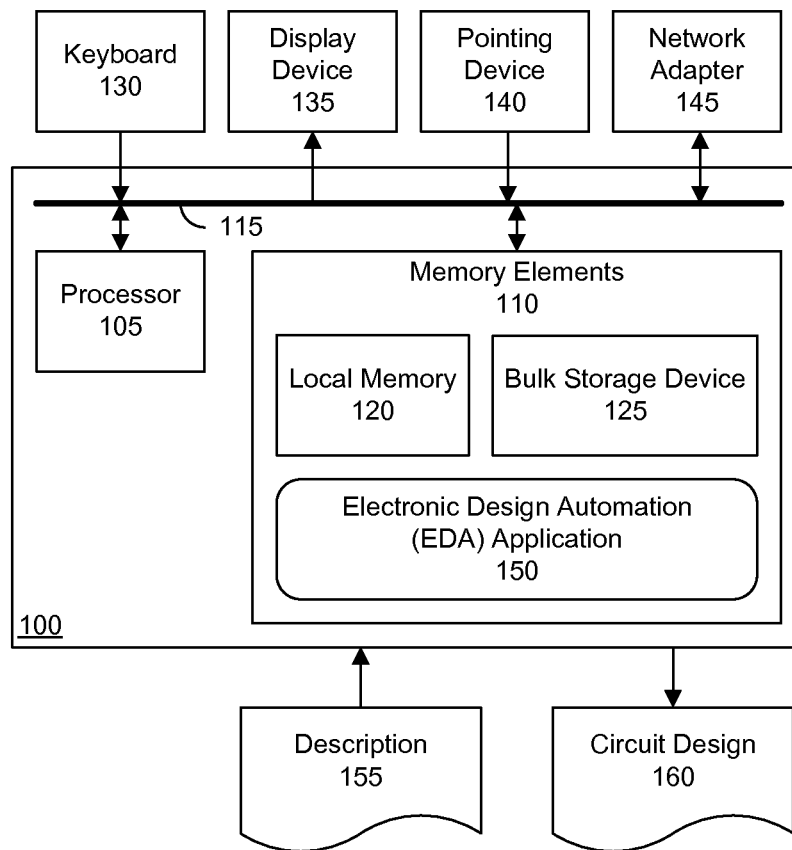 Keyboard
130
Display
Device
135
Pointing
Device
140
Network
Adapter
145
115
Processor
105
Memory Elements
110
Local Memory
120
Bulk Storage Device
125
Electronic Design Automation
(EDA) Application
150
100
Description
155
Circuit Design
160